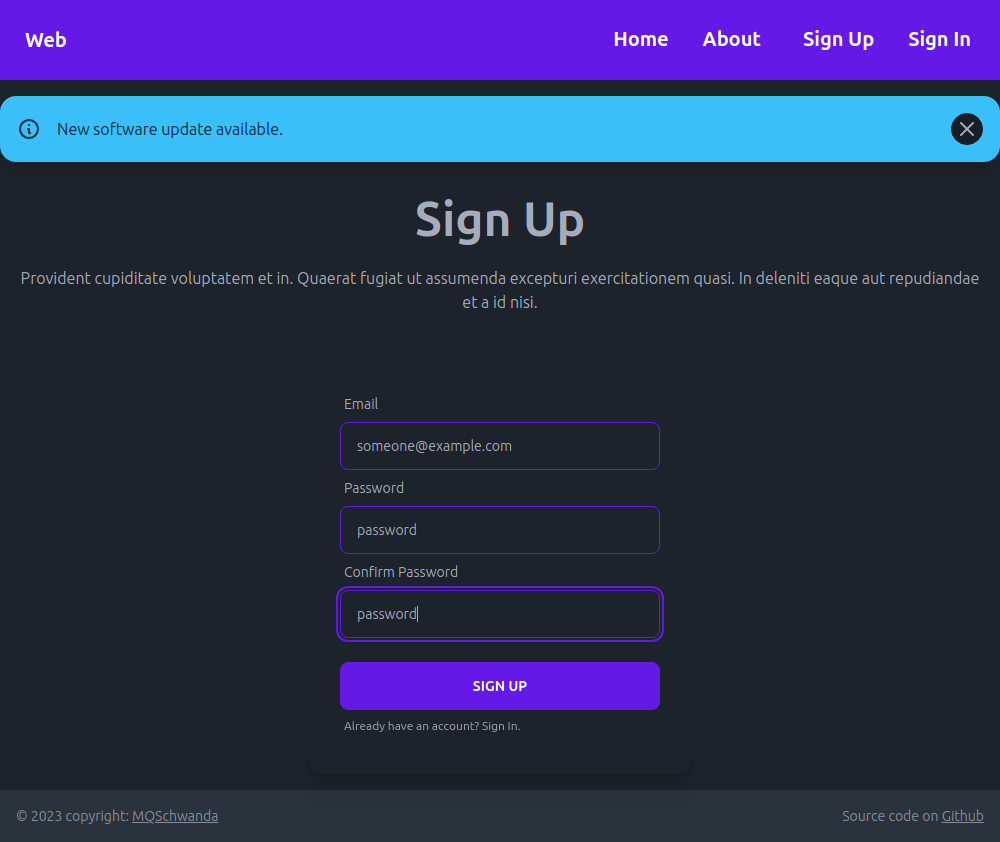 Web
Home About Sign Up Sign In
New software update available.
Sign Up
Provident cupiditate voluptatem et in. Quaerat fugiat ut assumenda excepturi exercitationem quasi. In deleniti eaque aut repudiandae
et a id nisi.
Email
someone@example.com
Password
password
Confirm Password
password
SIGN UP
Already have an account? Sign In.
© 2023 copyright: MQSchwanda
Source code on Github